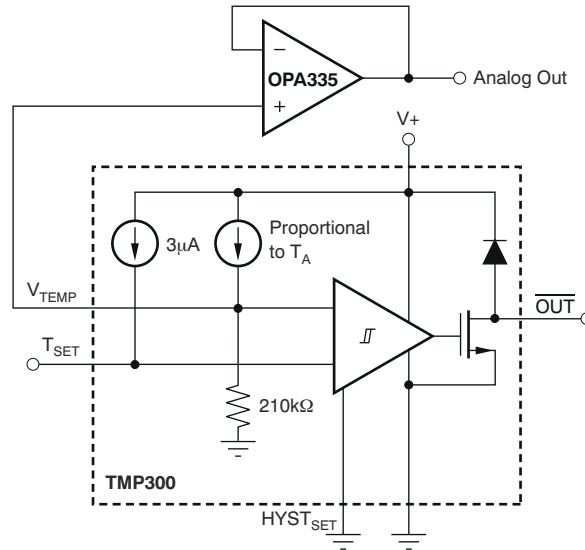 −
OPA335
+
Analog Out
V+
3μA
Proportional
to T_A
V_TEMP
T_SET
OUT
210kΩ
TMP300
HYST_SET